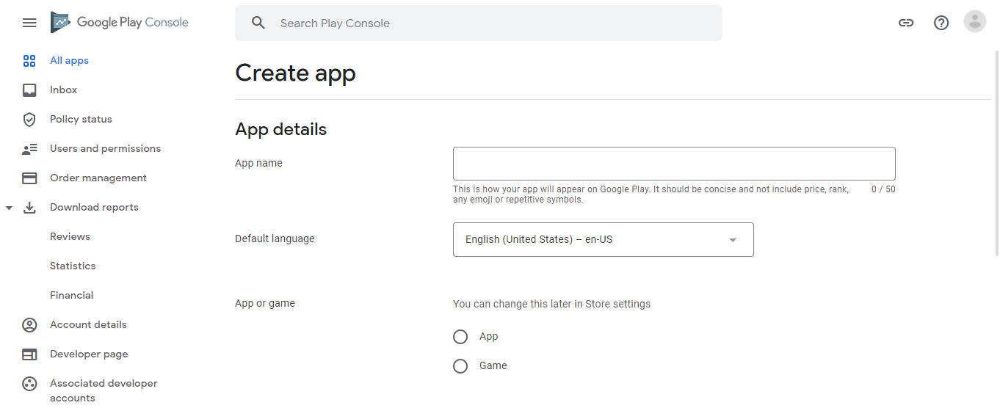 Google Play Console
Search Play Console
All apps
Inbox
Policy status
Users and permissions
Order management
Download reports
Reviews
Statistics
Financial
Account details
Developer page
Associated developer
accounts
Create app
App details
App name
This is how your app will appear on Google Play. It should be concise and not include price, rank, 0 / 50
any emoji or repetitive symbols.
Default language
English (United States) – en-US
App or game
You can change this later in Store settings
App
Game